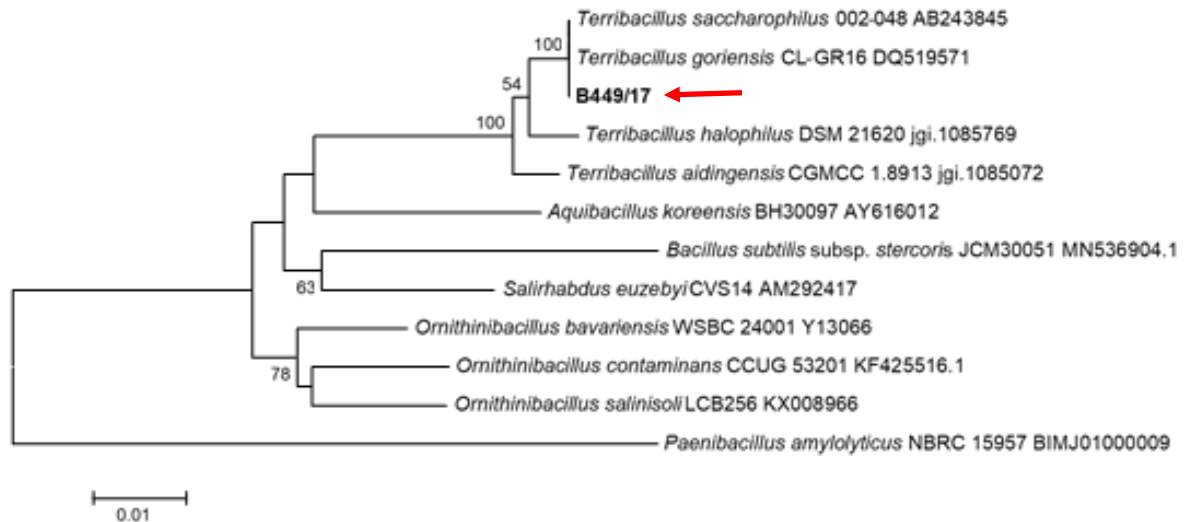 Terribacillus saccharophilus 002-048 AB243845
100
Terribacillus goriensis CL-GR16 DQ519571
54
B449/17
100
Terribacillus halophilus DSM 21620 jgi.1085769
Terribacillus aidingensis CGMCC 1.8913 jgi.1085072
Aquibacillus koreensis BH30097 AY616012
Bacillus subtilis subsp. stercoris JCM30051 MN536904.1
63
Salirhabdus euzebyi CVS14 AM292417
Ornithinibacillus bavariensis WSBC 24001 Y13066
78
Ornithinibacillus contaminans CCUG 53201 KF425516.1
Ornithinibacillus salinisoli LCB256 KX008966
Paenibacillus amylolyticus NBRC 15957 BIMJ01000009
0.01